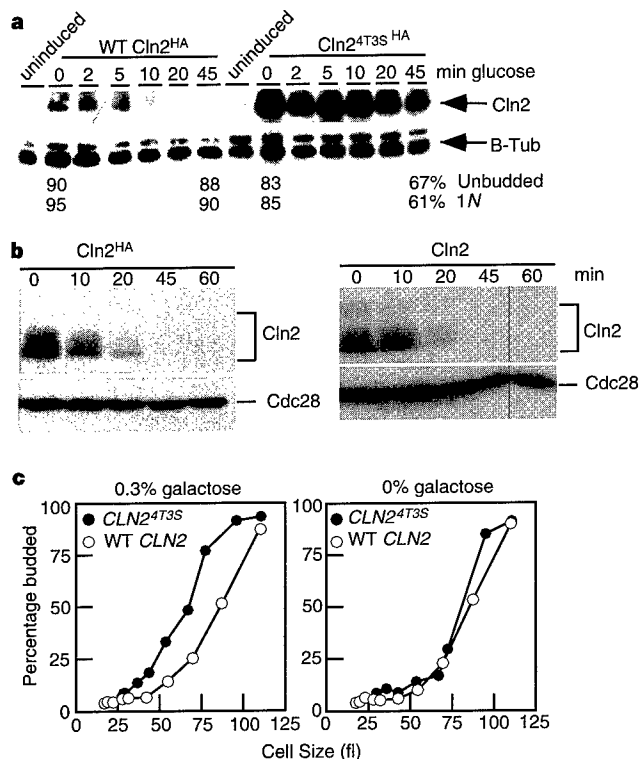 a
uninduced WT Cln2HA uninduced Cln24T3S HA
0 2 5 10 20 45 0 2 5 10 20 45 min glucose
Cln2
B-Tub
90 88 83 67% Unbudded
95 90 85 61% 1N
b
Cln2HA Cln2
0 10 20 45 60 0 10 20 45 60 min
Cln2 Cln2
Cdc28 Cdc28
c
0.3% galactose 0% galactose
100 100
CLN24T3S CLN24T3S
WT CLN2 WT CLN2
75 75
50 50
25 25
0 0
0 25 50 75 100 125 0 25 50 75 100 125
Percentage budded
Cell Size (fl)